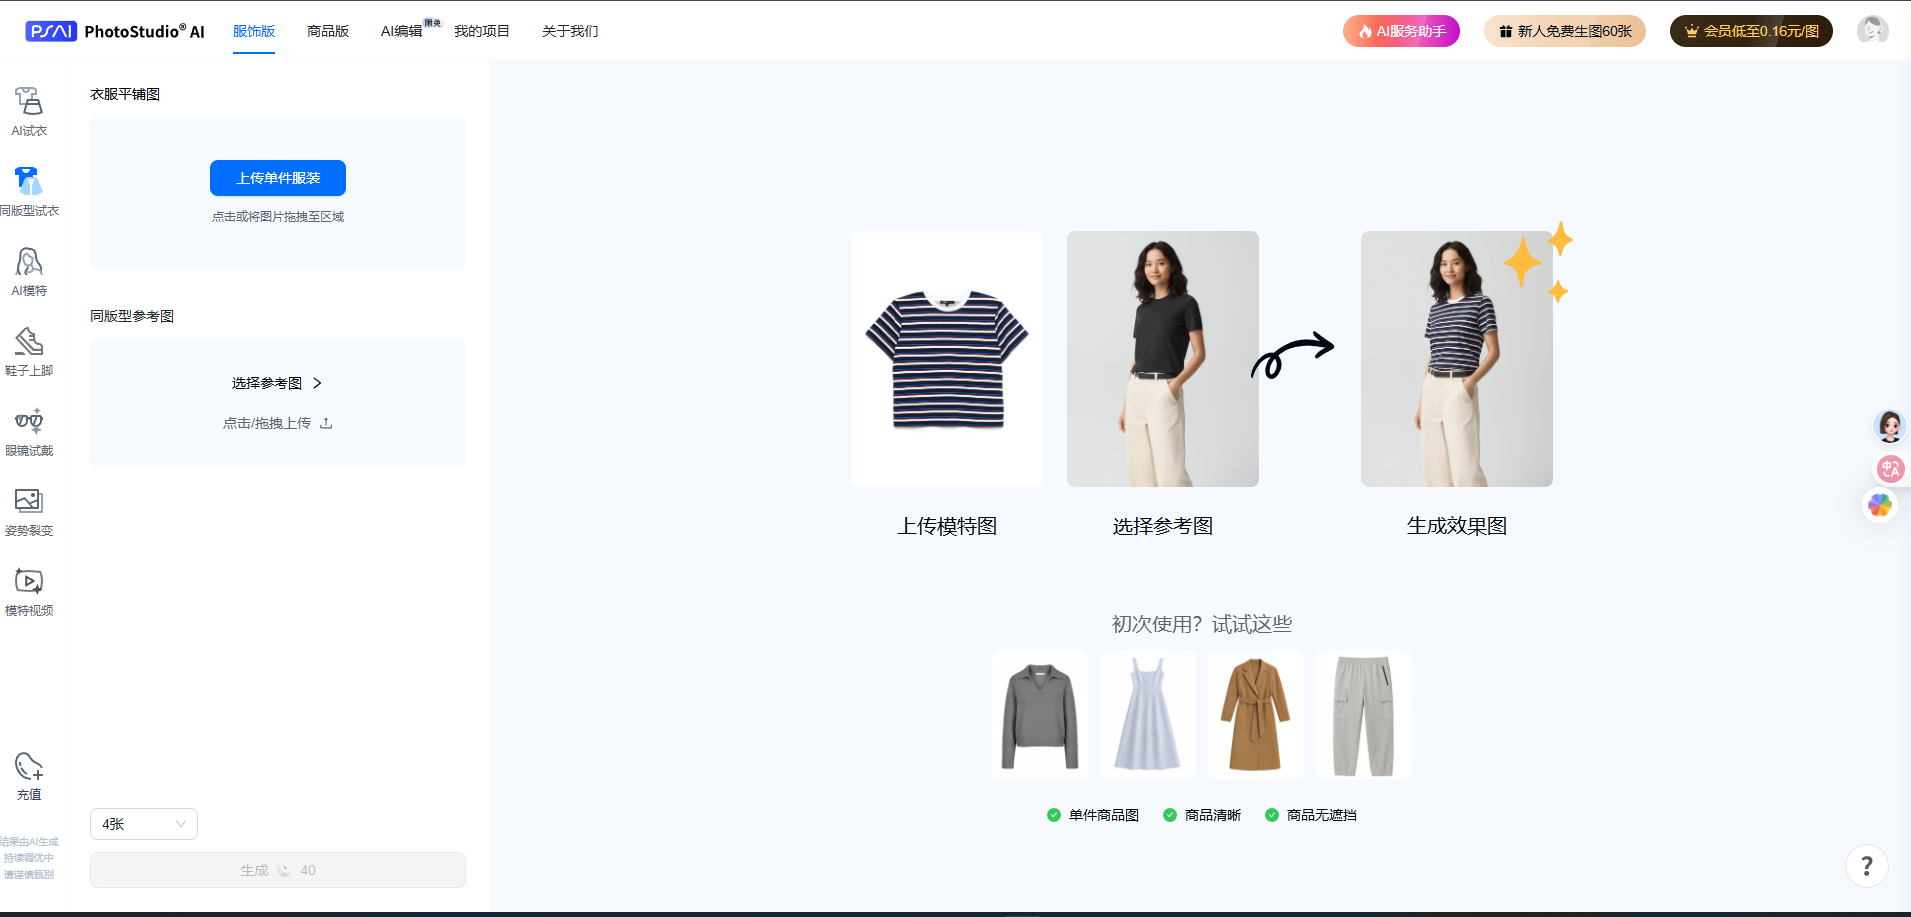 PSAI PhotoStudio® AI
服饰版
商品版
AI编辑
限免
我的项目
关于我们
AI服务助手
新人免费生图60张
会员低至0.16元/图
AI试衣
同版型试衣
AI模特
鞋子上脚
眼镜试戴
姿势裂变
模特视频
充值
结果由AI生成
持续调优中
请谨慎甄别
衣服平铺图
上传单件服装
点击或将图片拖拽至区域
同版型参考图
选择参考图
点击/拖拽上传
4张
生成 40
上传模特图
选择参考图
生成效果图
初次使用？试试这些
单件商品图
商品清晰
商品无遮挡
中A
?